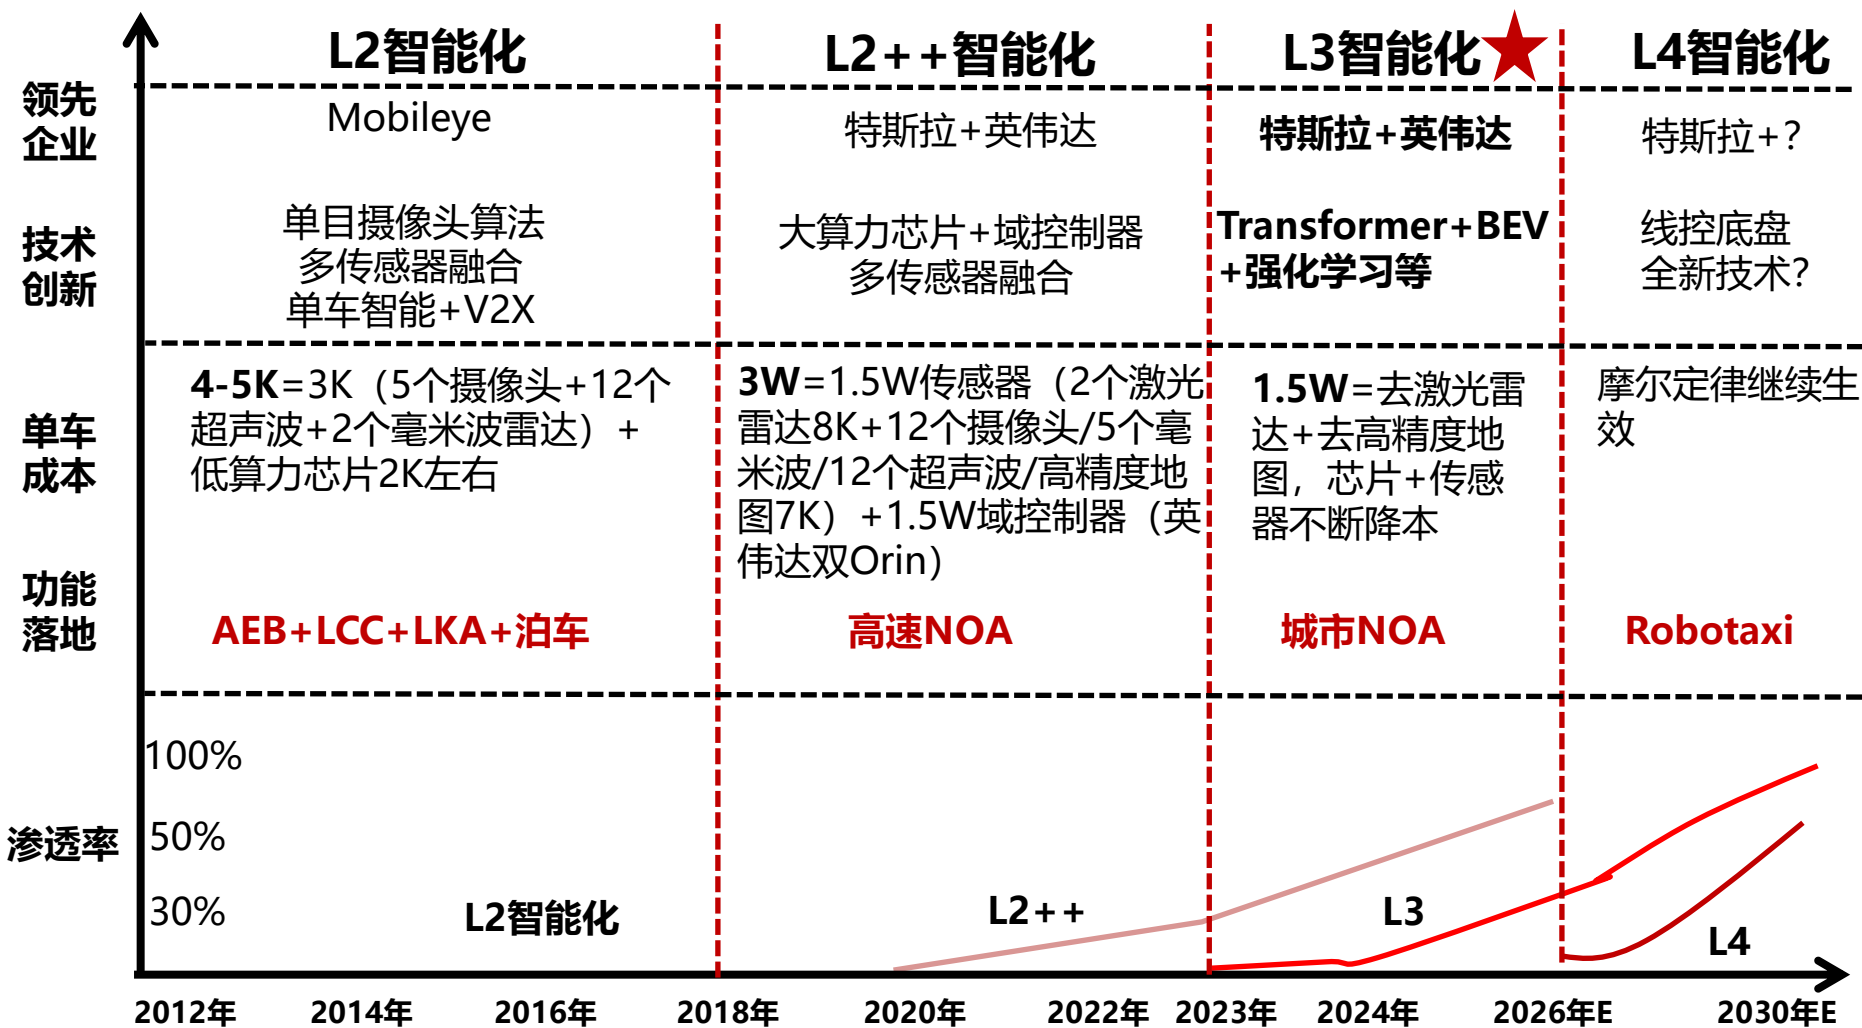 L2智能化
L2++智能化
L3智能化
L4智能化
领先
企业
Mobileye
特斯拉+英伟达
特斯拉+英伟达
特斯拉+？
技术
创新
单目摄像头算法
多传感器融合
单车智能+V2X
大算力芯片+域控制器
多传感器融合
Transformer+BEV
+强化学习等
线控底盘
全新技术？
单车
成本
4-5K=3K（5个摄像头+12个
超声波+2个毫米波雷达）+
低算力芯片2K左右
3W=1.5W传感器（2个激光
雷达8K+12个摄像头/5个毫
米波/12个超声波/高精度地
图7K）+1.5W域控制器（英
伟达双Orin）
1.5W=去激光雷
达+去高精度地
图，芯片+传感
器不断降本
摩尔定律继续生
效
功能
落地
AEB+LCC+LKA+泊车
高速NOA
城市NOA
Robotaxi
渗透率
100%
50%
30%
L2智能化
L2++
L3
L4
2012年
2014年
2016年
2018年
2020年
2022年
2023年
2024年
2026年E
2030年E